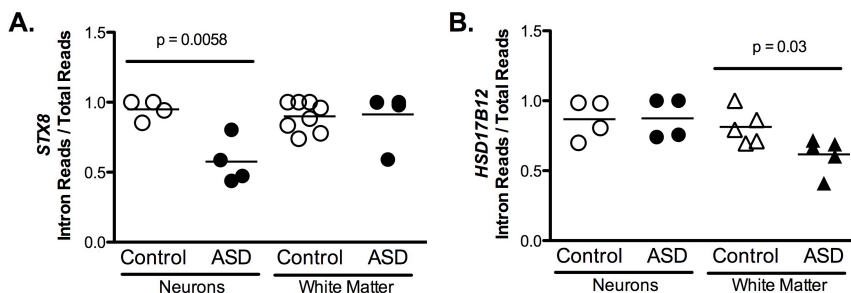 A.
p = 0.0058
STX8
Intron Reads / Total Reads
1.5
1.0
0.5
0.0
Control ASD Control ASD
Neurons White Matter
B.
p = 0.03
HSD17B12
Intron Reads / Total Reads
1.5
1.0
0.5
0.0
Control ASD Control ASD
Neurons White Matter